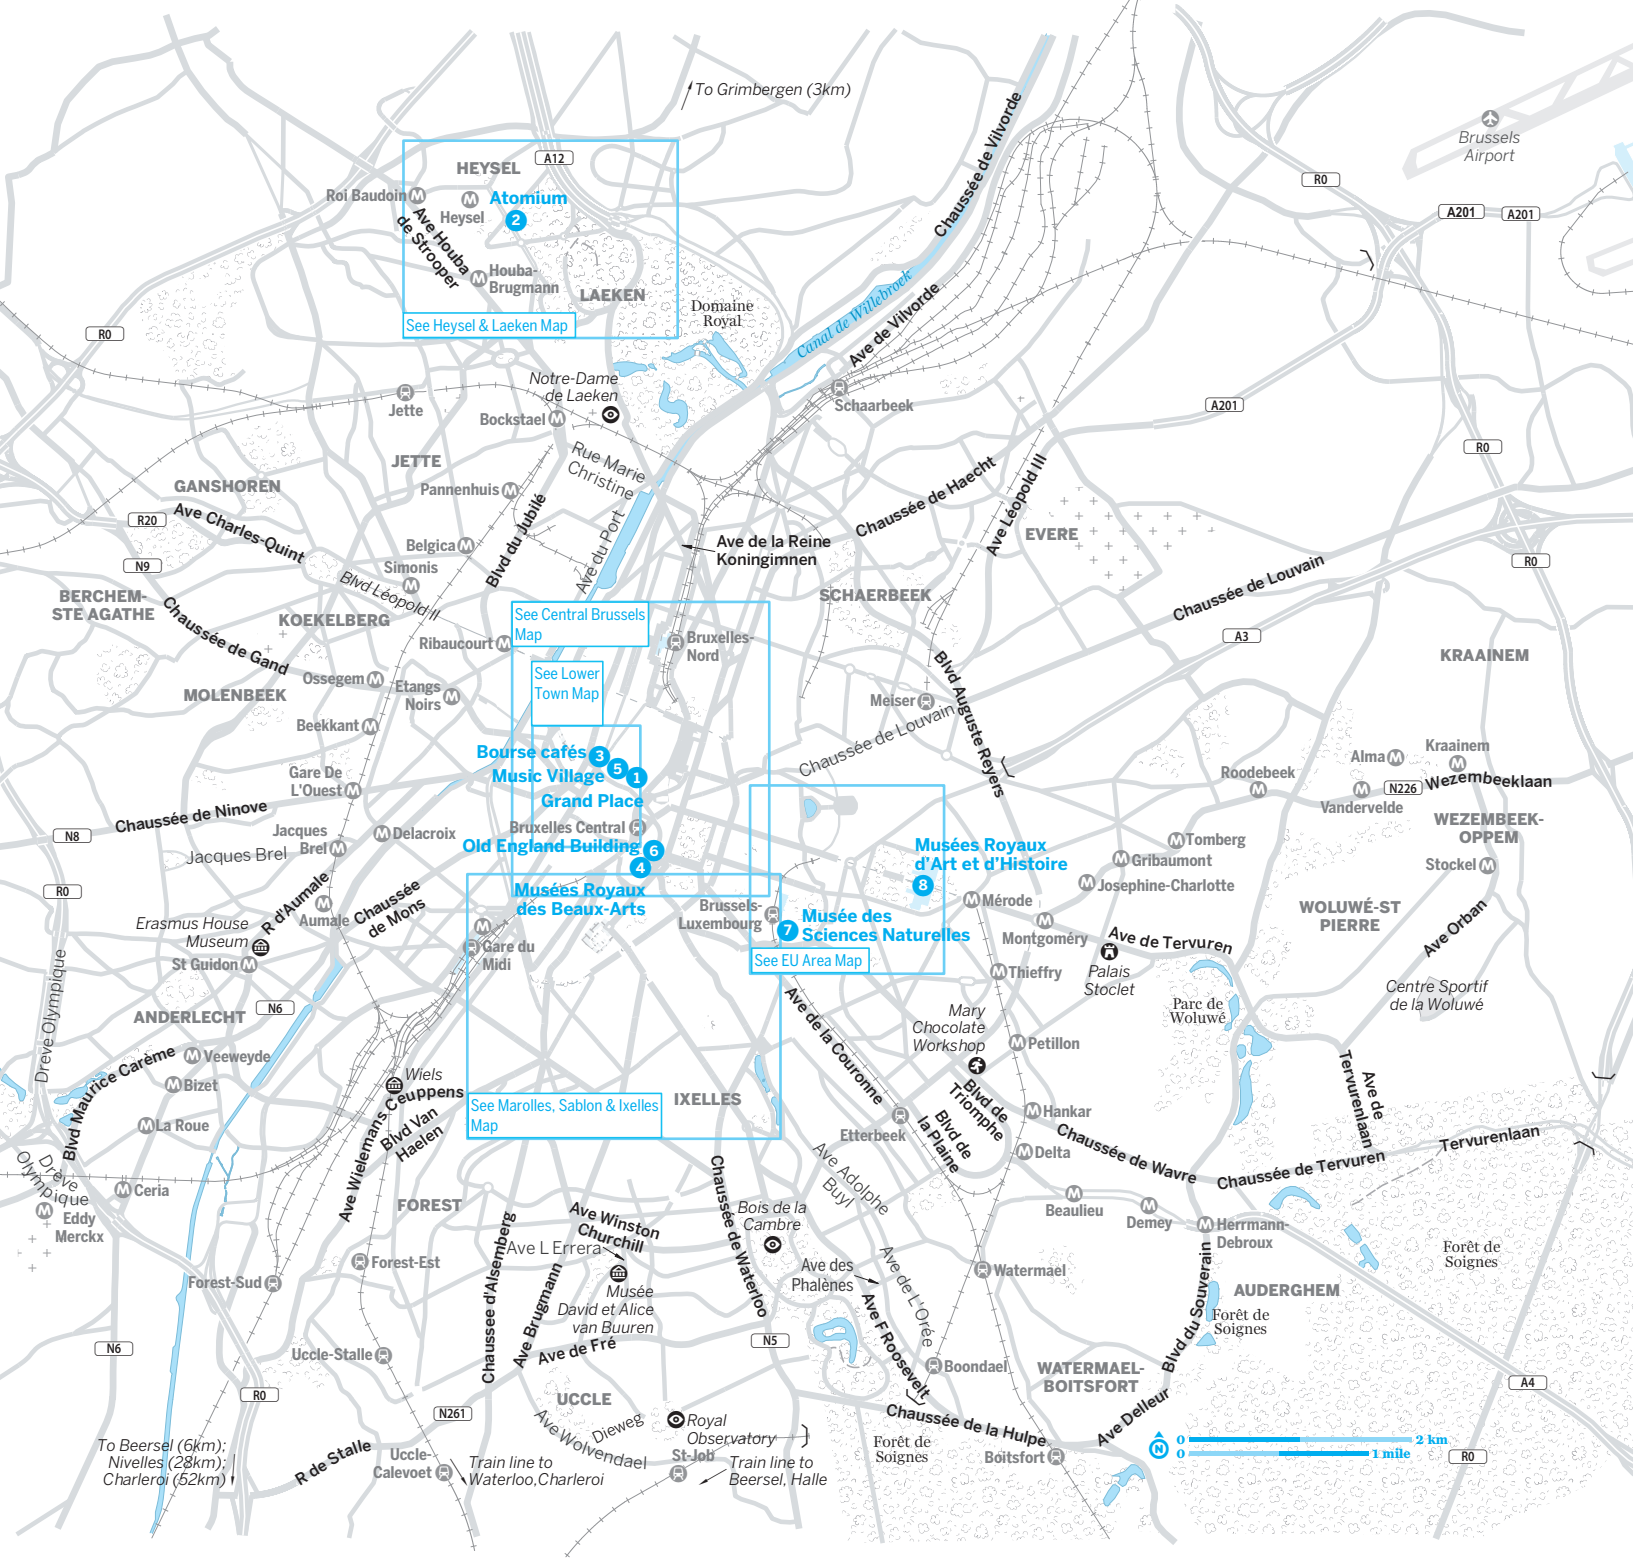 To Grimbergen (3km)
Chaussée de Vilvorde
Brussels
Airport
R0
A201
A201
HEYSEL
A12
Roi Baudoin
Heysel
Atomium
2
Ave Houba
de Strooper
Houba-
Brugmann
LAEKEN
See Heysel & Laeken Map
Domaine
Royal
Canal de Willebroek
Ave de Vilvorde
R0
Notre-Dame
de Laeken
Jette
Bockstael
Schaarbeek
A201
R0
JETTE
Rue Marie
Christine
GANSHOREN
Pannenhuis
Chaussée de Haecht
Ave Léopold III
R20
Ave Charles-Quint
Blvd du Jubilé
Ave du Port
Ave de la Reine
Koningimnen
EVERE
Belgica
Simonis
N9
R0
Blvd Léopold II
BERCHEM-
STE AGATHE
Chaussée de Gand
KOEKELBERG
SCHAERBEEK
Chaussée de Louvain
See Central Brussels
Map
Ribaucourt
Bruxelles-
Nord
A3
KRAAINEM
See Lower
Town Map
Ossegem
Etangs
Noirs
MOLENBEEK
Meiser
Blvd Auguste Reyers
Beekkant
Chaussée de Louvain
Bourse cafés
3
5
1
Music Village
Grand Place
Gare De
L'Ouest
Alma
Kraainem
Roodebeek
Vandervelde
N226
Wezembeeklaan
Chaussée de Ninove
N8
Jacques
Brel
Delacroix
Bruxelles Central
WEZEMBEEK-
OPPEM
Tomberg
Jacques Brel
Old England Building
6
4
Musées Royaux
d'Art et d'Histoire
8
Gribaumont
Stockel
Josephine-Charlotte
R0
Musées Royaux
des Beaux-Arts
R d'Aumale
Chaussée
de Mons
Aumale
Erasmus House
Museum
Brussels-
Luxembourg
7
Musée des
Sciences Naturelles
Mérode
Montgoméry
WOLUWÉ-ST
PIERRE
Ave Orban
Ave de Tervuren
St Guidon
Gare du
Midi
See EU Area Map
Thieffry
Palais
Stoclet
Centre Sportif
de la Woluwé
Drève Olympique
N6
ANDERLECHT
Ave de la Couronne
Mary
Chocolate
Workshop
Parc de
Woluwé
Petillon
Veeweyde
Bizet
Blvd Maurice Carème
La Roue
Wiels
Ave Wielemans Ceuppens
Blvd Van
Haelen
See Marolles, Sablon & Ixelles
Map
IXELLES
Etterbeek
Blvd de
Triomphe
Blvd de
la Plaine
Hankar
Delta
Chaussée de Wavre
Ave de
Tervurenlaan
Tervurenlaan
Chaussée de Tervuren
Drève
Olympique
Ceria
Eddy
Merckx
FOREST
Ave Winston
Churchill
Chaussée de Waterloo
Ave Adolphe
Buyl
Bois de la
Cambre
Beaulieu
Demey
Herrmann-
Debroux
Forêt de
Soignes
Forest-Est
Forest-Sud
Chaussee d'Alsemberg
Ave L Errera
Ave Brugmann
Musée
David et Alice
van Buuren
Ave des
Phalènes
Ave de L'Orée
Watermael
AUDERGHEM
Blvd du Souverain
Forêt de
Soignes
N6
Uccle-Stalle
Ave de Fré
N5
Ave F Roosevelt
Boondael
WATERMAEL-
BOITSFORT
R0
UCCLE
N261
A4
Dieweg
Ave Wolvendael
Royal
Observatory
Chaussée de la Hulpe
Ave Delleur
Forêt de
Soignes
Boitsfort
To Beersel (6km);
Nivelles (28km);
Charleroi (52km)
R de Stalle
Uccle-
Calevoet
Train line to
Waterloo, Charleroi
St-Job
Train line to
Beersel, Halle
N
0 2 km
0 1 mile
R0